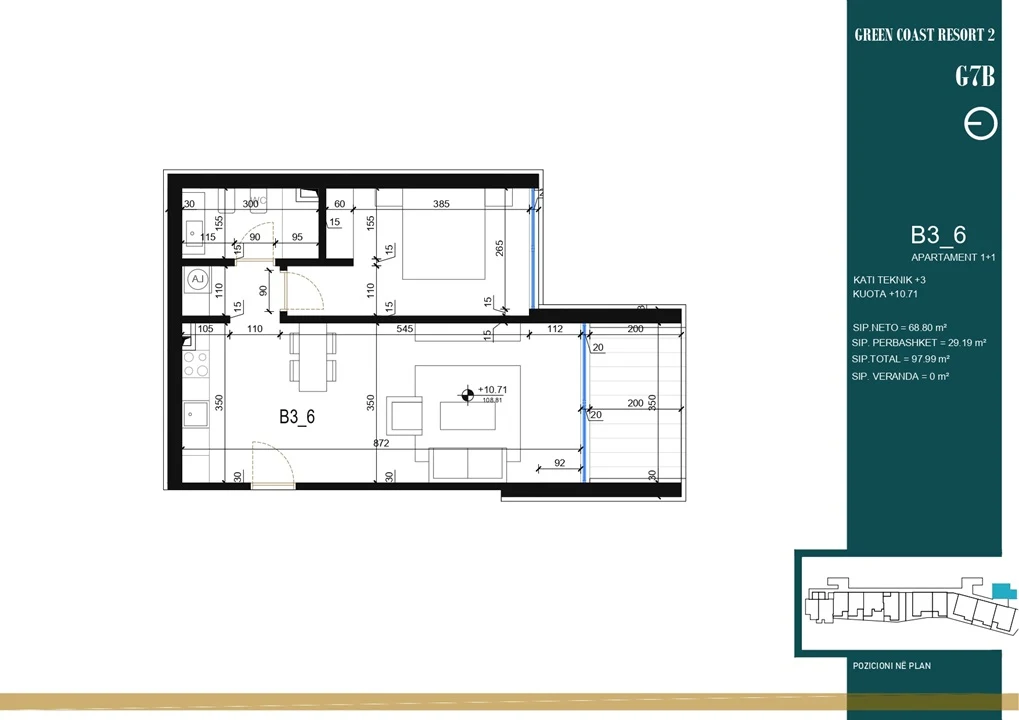 GREEN COAST RESORT 2
G7B
B3_6
APARTAMENT 1+1
KATI TEKNIK +3
KUOTA +10.71
SIP.NETO = 68.80 m²
SIP. PERBASHKET = 29.19 m²
SIP.TOTAL = 97.99 m²
SIP. VERANDA = 0 m²
30 300 60 385
WC
155 15 155 265
115 90 95
15 15
LA
110 90 110
15 15 15
105 110 545 15 112 200
20
350 350 350
+10.71
108.81
B3_6
200
20
872
92
30 30 30
POZICIONI NË PLAN